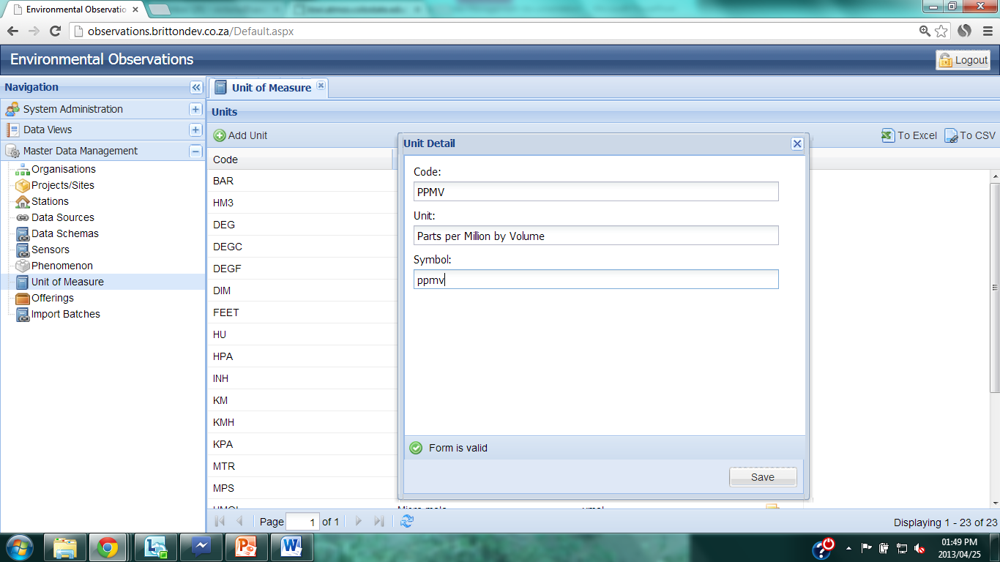 Environmental Observatio
observations.brittondev.co.za/Default.aspx
Environmental Observations
Logout
Navigation
System Administration
Data Views
Master Data Management
Organisations
Projects/Sites
Stations
Data Sources
Data Schemas
Sensors
Phenomenon
Unit of Measure
Offerings
Import Batches
Unit of Measure
Units
Add Unit
To Excel
To CSV
Code
BAR
HM3
DEG
DEGC
DEGF
DIM
FEET
HU
HPA
INH
KM
KMH
KPA
MTR
MPS
Unit Detail
Code:
PPMV
Unit:
Parts per Million by Volume
Symbol:
ppmv
Form is valid
Save
Page 1 of 1
Displaying 1 - 23 of 23
01:49 PM
2013/04/25